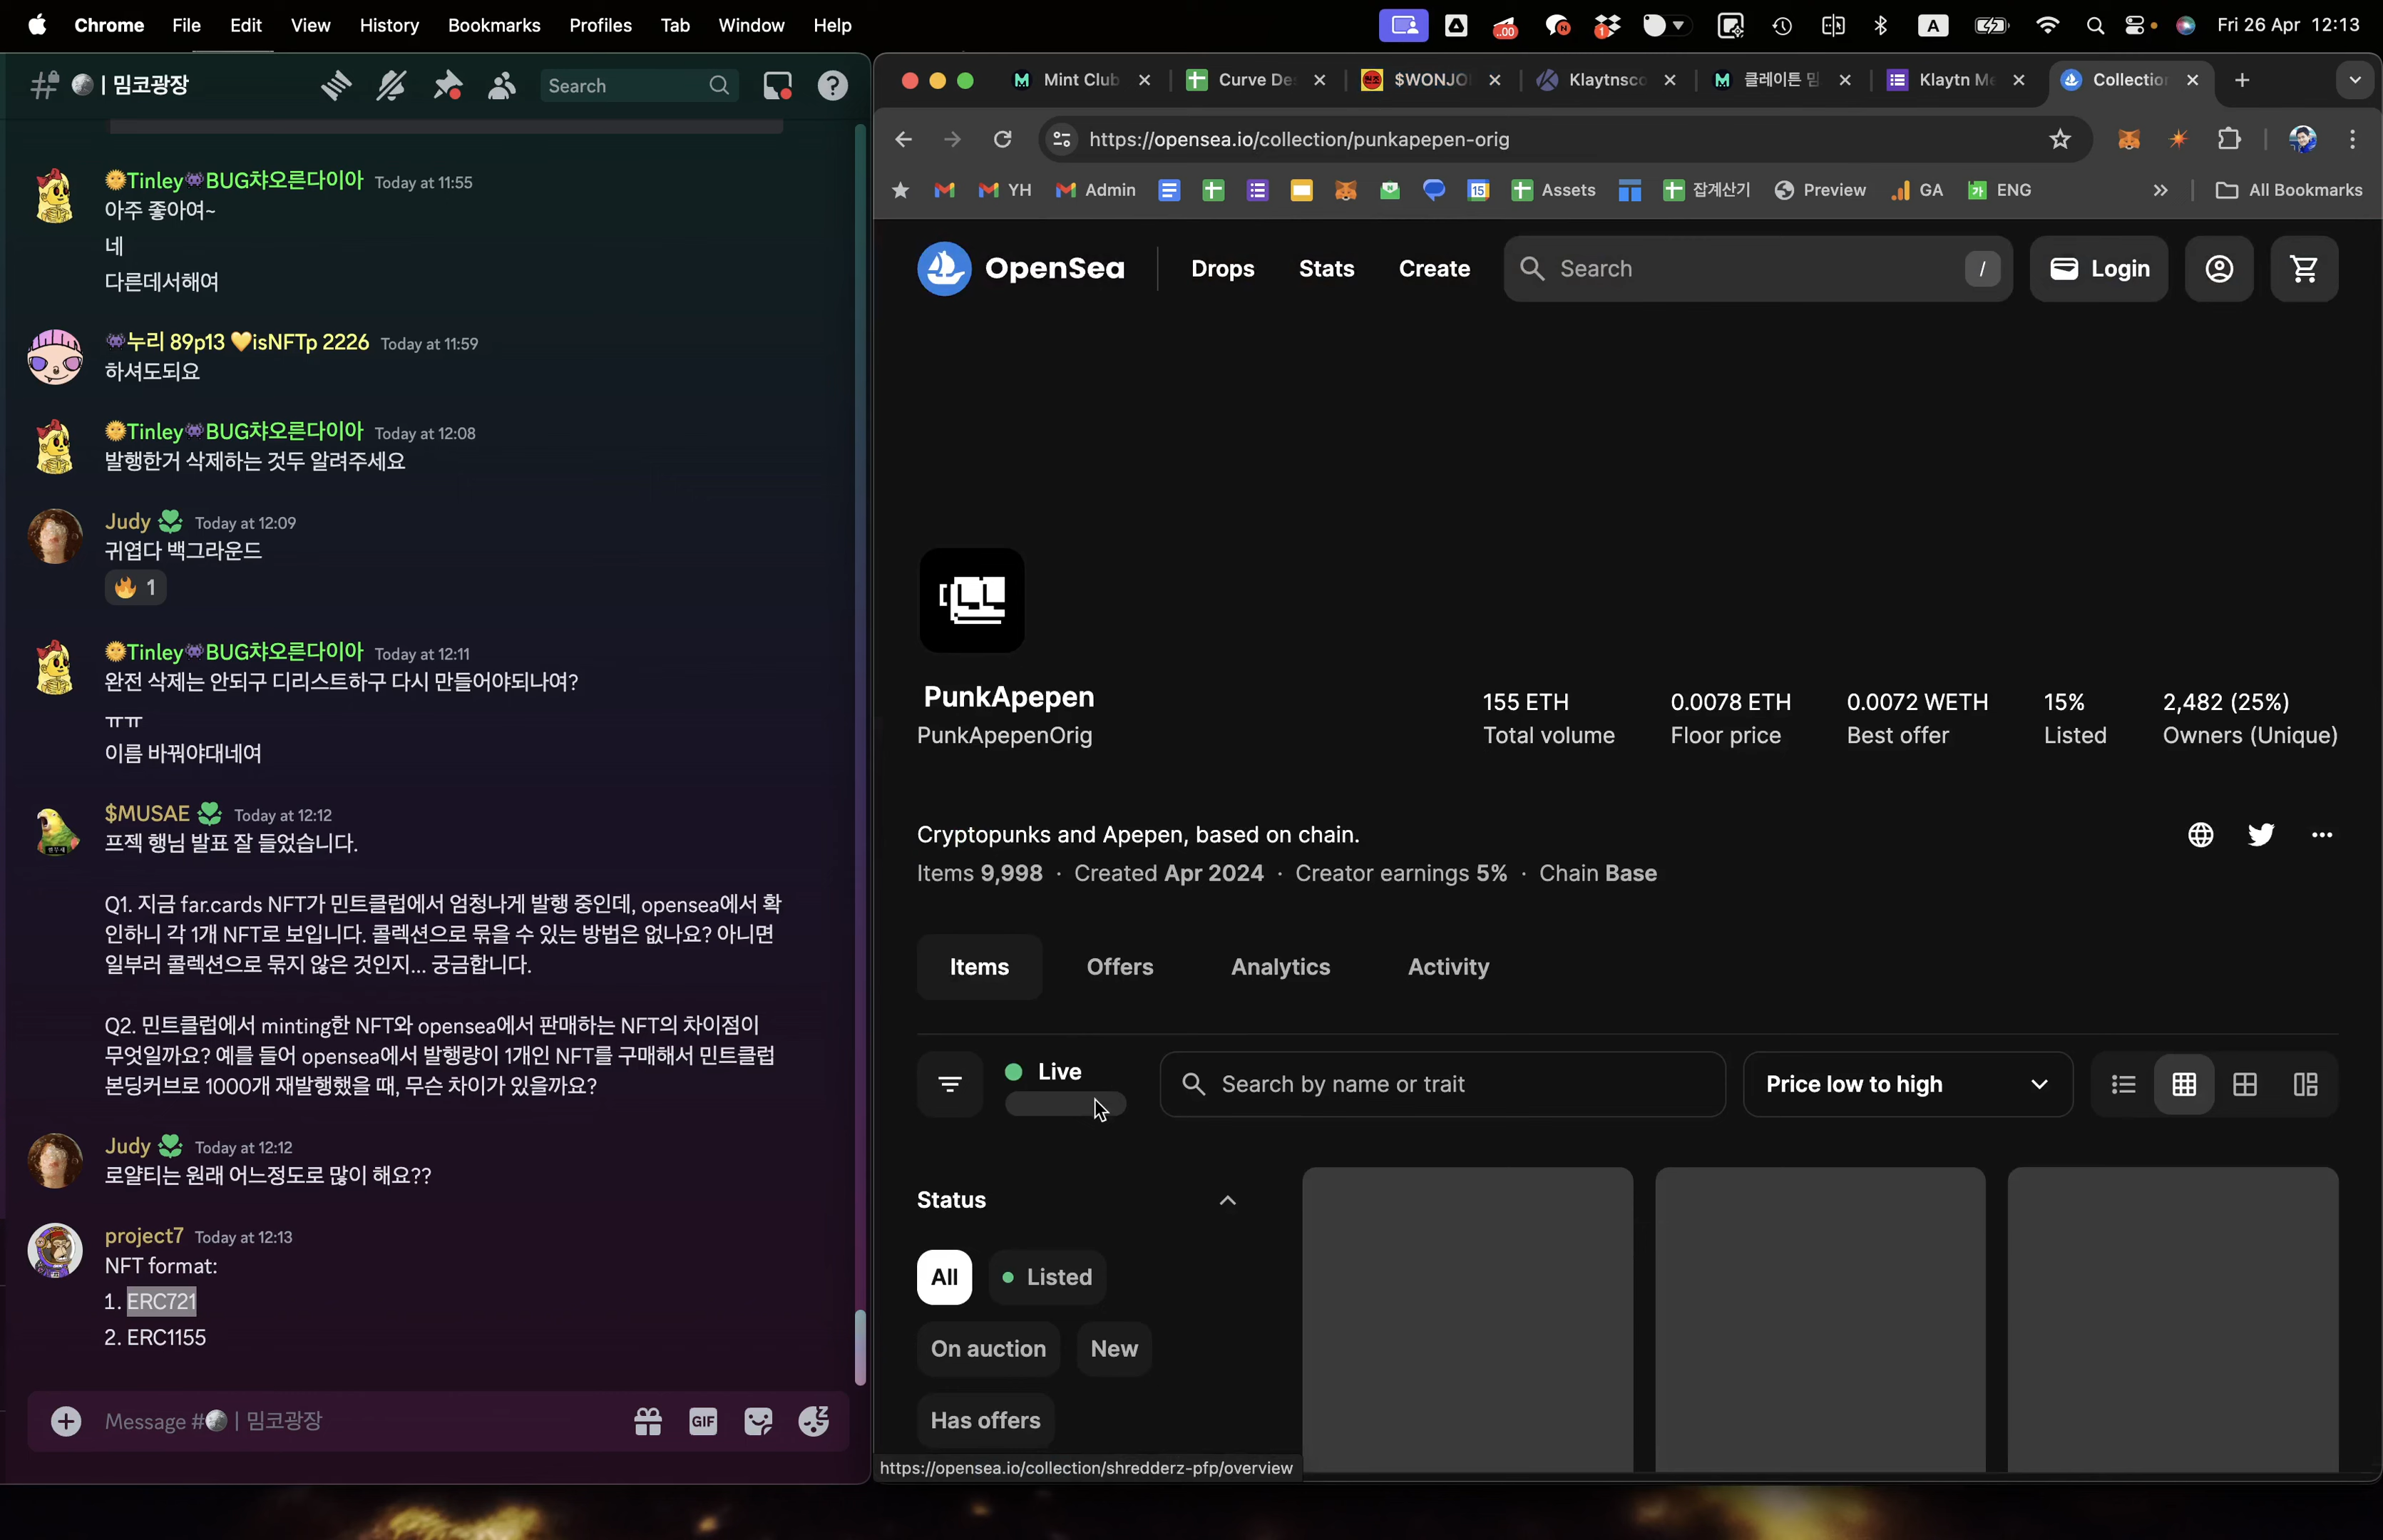 Chrome File Edit View History Bookmarks Profiles Tab Window Help
.00
N
1
A
Fri 26 Apr 12:13
| 밈코광장
Search
Tinley BUG챠오른다이아 Today at 11:55
아주 좋아여~
네
다른데서해여
누리 89p13 isNFTp 2226 Today at 11:59
하셔도되요
Tinley BUG챠오른다이아 Today at 12:08
발행한거 삭제하는 것두 알려주세요
Judy Today at 12:09
귀엽다 백그라운드
1
Tinley BUG챠오른다이아 Today at 12:11
완전 삭제는 안되구 디리스트하구 다시 만들어야되나여?
ㅠㅠ
이름 바꿔야대네여
$MUSAE Today at 12:12
프젝 행님 발표 잘 들었습니다.
Q1. 지금 far.cards NFT가 민트클럽에서 엄청나게 발행 중인데, opensea에서 확
인하니 각 1개 NFT로 보입니다. 콜렉션으로 묶을 수 있는 방법은 없나요? 아니면
일부러 콜렉션으로 묶지 않은 것인지... 궁금합니다.
Q2. 민트클럽에서 minting한 NFT와 opensea에서 판매하는 NFT의 차이점이
무엇일까요? 예를 들어 opensea에서 발행량이 1개인 NFT를 구매해서 민트클럽
본딩커브로 1000개 재발행했을 때, 무슨 차이가 있을까요?
Judy Today at 12:12
로얄티는 원래 어느정도로 많이 해요??
project7 Today at 12:13
NFT format:
1. ERC721
2. ERC1155
Message # | 밈코광장
GIF
Mint Club
Curve De
$WONJO
Klaytnsco
클레이튼 밈
Klaytn Me
Collection
https://opensea.io/collection/punkapepen-orig
YH
Admin
15
Assets
잡계산기
Preview
GA
ENG
All Bookmarks
OpenSea
Drops
Stats
Create
Search
/
Login
PunkApepen
PunkApepenOrig
155 ETH
Total volume
0.0078 ETH
Floor price
0.0072 WETH
Best offer
15%
Listed
2,482 (25%)
Owners (Unique)
Cryptopunks and Apepen, based on chain.
Items 9,998 · Created Apr 2024 · Creator earnings 5% · Chain Base
Items
Offers
Analytics
Activity
Live
Search by name or trait
Price low to high
Status
All
Listed
On auction
New
Has offers
https://opensea.io/collection/shredderz-pfp/overview